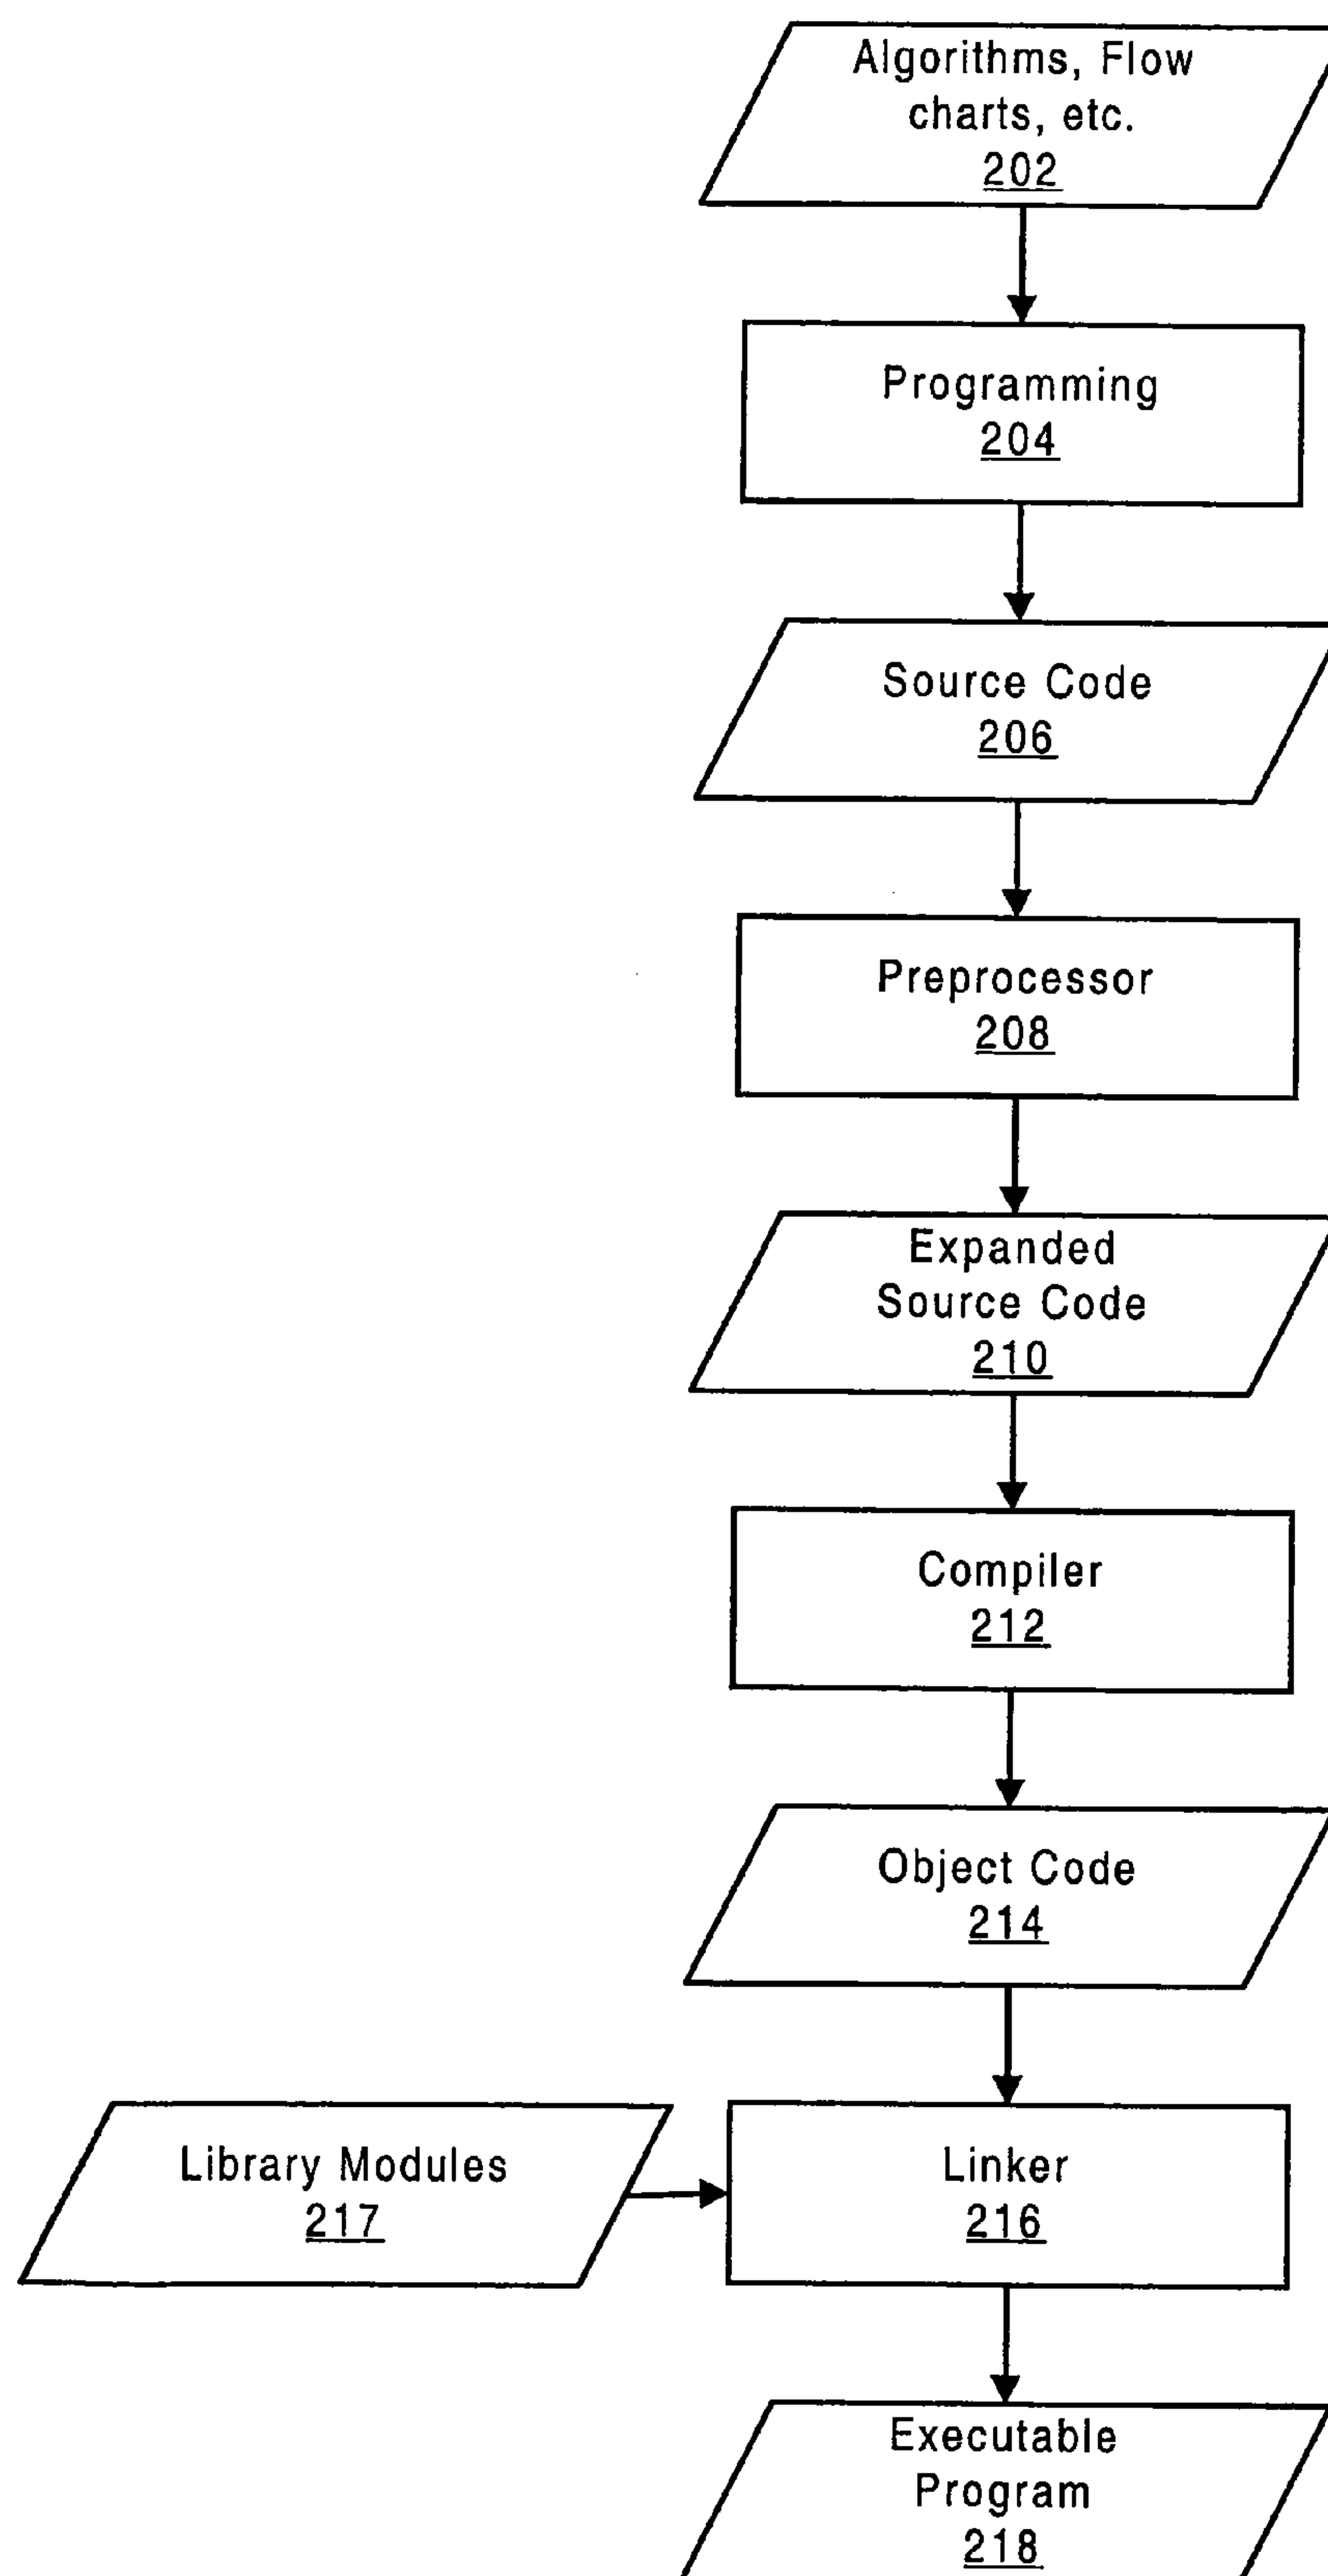 Algorithms, Flow
charts, etc.
202
Programming
204
Source Code
206
Preprocessor
208
Expanded
Source Code
210
Compiler
212
Object Code
214
Library Modules
217
Linker
216
Executable
Program
218